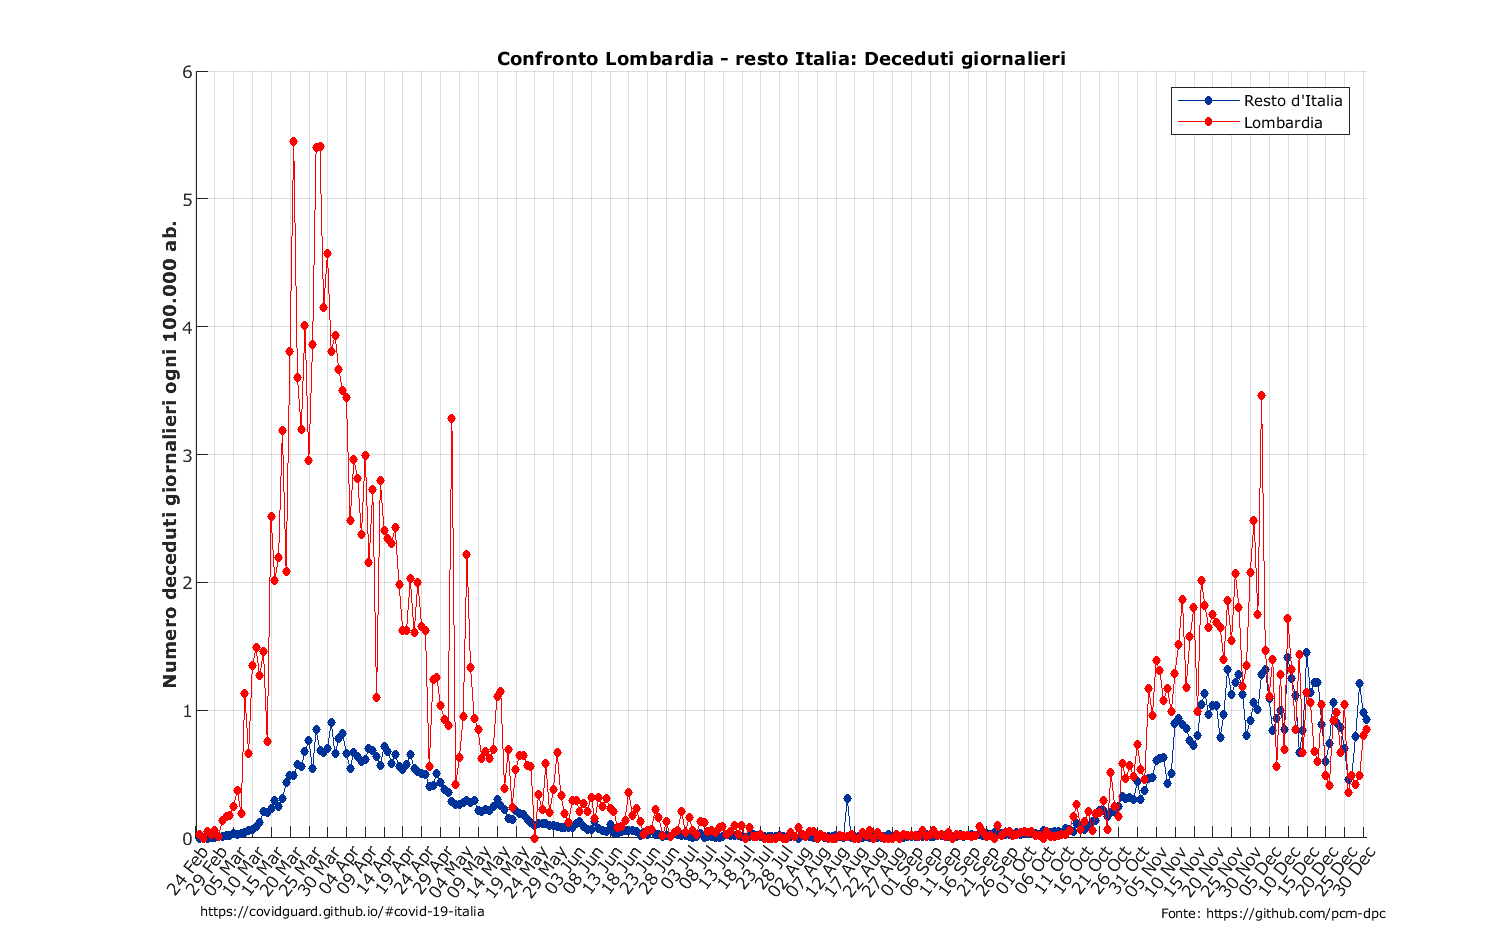 Confronto Lombardia - resto Italia: Deceduti giornalieri
Resto d'Italia
Lombardia
Numero deceduti giornalieri ogni 100.000 ab.
6
5
4
3
2
1
0
24 Feb
29 Feb
05 Mar
10 Mar
15 Mar
20 Mar
25 Mar
30 Mar
04 Apr
09 Apr
14 Apr
19 Apr
24 Apr
29 Apr
04 May
09 May
14 May
19 May
24 May
29 May
03 Jun
08 Jun
13 Jun
18 Jun
23 Jun
28 Jun
03 Jul
08 Jul
13 Jul
18 Jul
23 Jul
28 Jul
02 Aug
07 Aug
12 Aug
17 Aug
22 Aug
27 Aug
01 Sep
06 Sep
11 Sep
16 Sep
21 Sep
26 Sep
01 Oct
06 Oct
11 Oct
16 Oct
21 Oct
26 Oct
31 Oct
05 Nov
10 Nov
15 Nov
20 Nov
25 Nov
30 Nov
05 Dec
10 Dec
15 Dec
20 Dec
25 Dec
30 Dec
https://covidguard.github.io/#covid-19-italia
Fonte: https://github.com/pcm-dpc